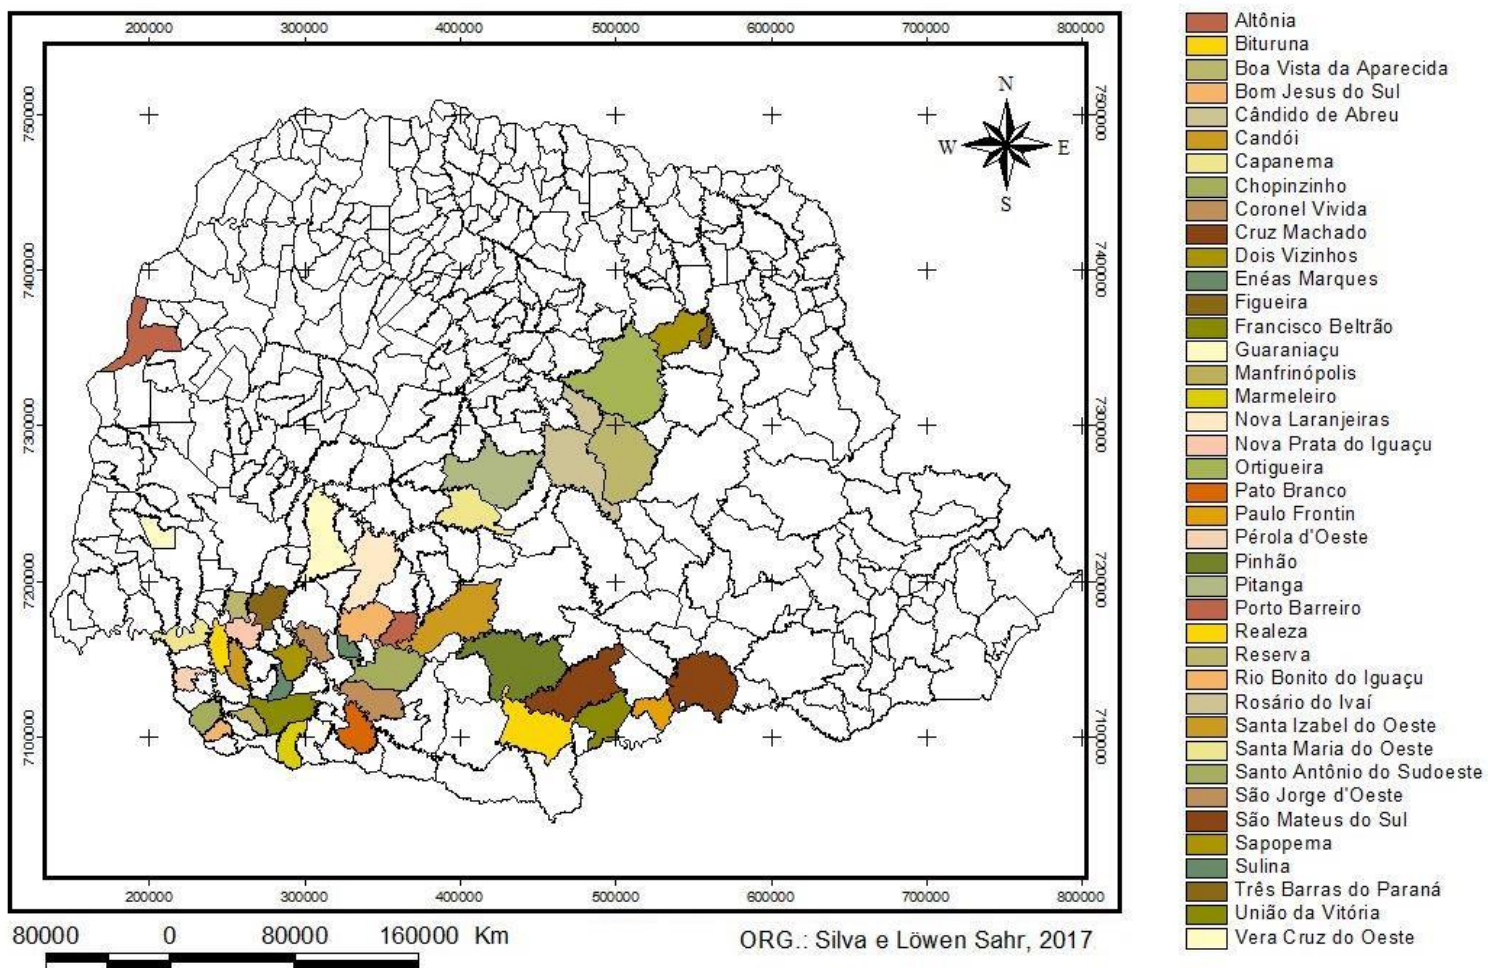 200000 300000 400000 500000 600000 700000 800000
7500000 7500000
7400000 7400000
7300000 7300000
7200000 7200000
7100000 7100000
N
W E
S
200000 300000 400000 500000 600000 700000 800000
80000 0 80000 160000 Km
ORG.: Silva e Löwen Sahr, 2017
Altônia
Bituruna
Boa Vista da Aparecida
Bom Jesus do Sul
Cândido de Abreu
Candói
Capanema
Chopinzinho
Coronel Vivida
Cruz Machado
Dois Vizinhos
Enéas Marques
Figueira
Francisco Beltrão
Guaraniaçu
Manfrinópolis
Marmeleiro
Nova Laranjeiras
Nova Prata do Iguaçu
Ortigueira
Pato Branco
Paulo Frontin
Pérola d'Oeste
Pinhão
Pitanga
Porto Barreiro
Realeza
Reserva
Rio Bonito do Iguaçu
Rosário do Ivaí
Santa Izabel do Oeste
Santa Maria do Oeste
Santo Antônio do Sudoeste
São Jorge d'Oeste
São Mateus do Sul
Sapopema
Sulina
Três Barras do Paraná
União da Vitória
Vera Cruz do Oeste